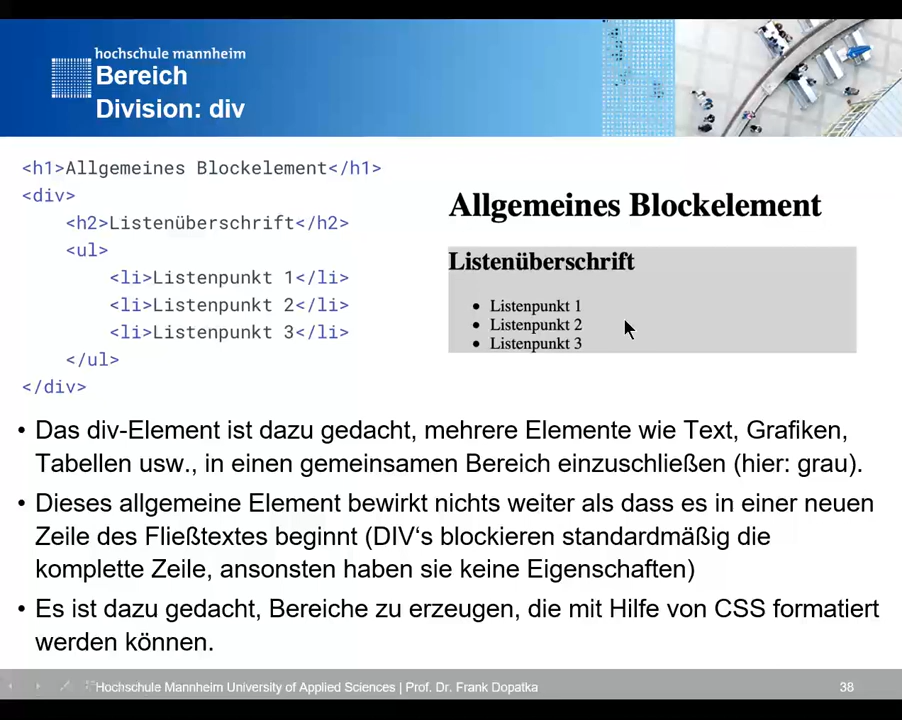 hochschule mannheim
Bereich
Division: div
<h1>Allgemeines Blockelement</h1>
<div>
<h2>Listenüberschrift</h2>
<ul>
<li>Listenpunkt 1</li>
<li>Listenpunkt 2</li>
<li>Listenpunkt 3</li>
</ul>
</div>
Allgemeines Blockelement
Listenüberschrift
• Listenpunkt 1
• Listenpunkt 2
• Listenpunkt 3
• Das div-Element ist dazu gedacht, mehrere Elemente wie Text, Grafiken,
Tabellen usw., in einen gemeinsamen Bereich einzuschließen (hier: grau).
• Dieses allgemeine Element bewirkt nichts weiter als dass es in einer neuen
Zeile des Fließtextes beginnt (DIV‘s blockieren standardmäßig die
komplette Zeile, ansonsten haben sie keine Eigenschaften)
• Es ist dazu gedacht, Bereiche zu erzeugen, die mit Hilfe von CSS formatiert
werden können.
Hochschule Mannheim University of Applied Sciences | Prof. Dr. Frank Dopatka
38